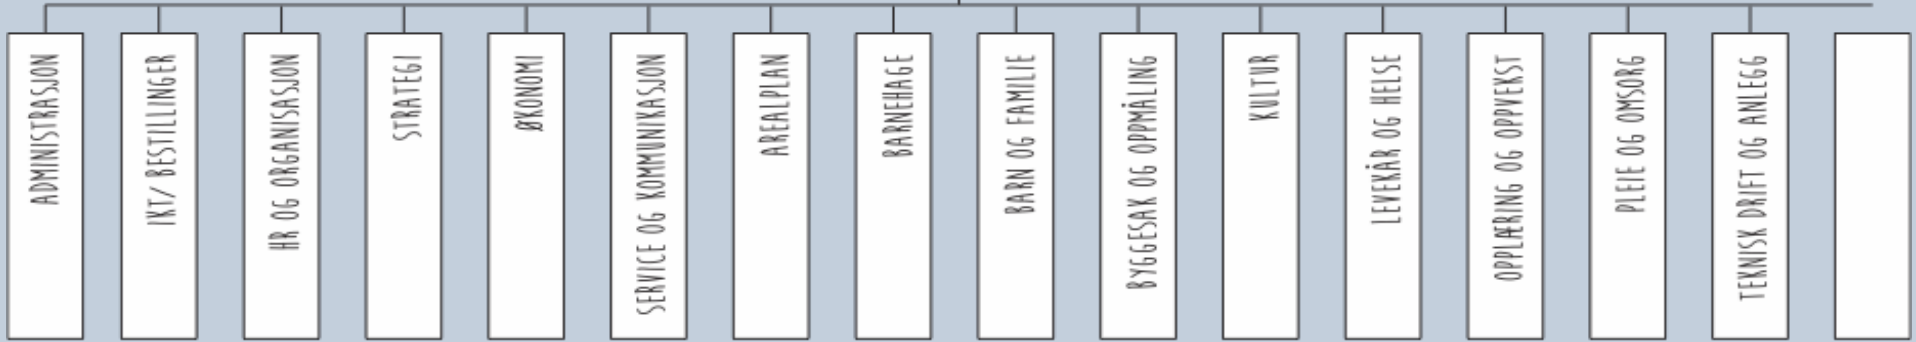 ADMINISTRASJON
IKT/ BESTILLINGER
HR OG ORGANISASJON
STRATEGI
ØKONOMI
SERVICE OG KOMMUNIKASJON
AREALPLAN
BARNEHAGE
BARN OG FAMILIE
BYGGESAK OG OPPMÅLING
KULTUR
LEVEKÅR OG HELSE
OPPLÆRING OG OPPVEKST
PLEIE OG OMSORG
TEKNISK DRIFT OG ANLEGG